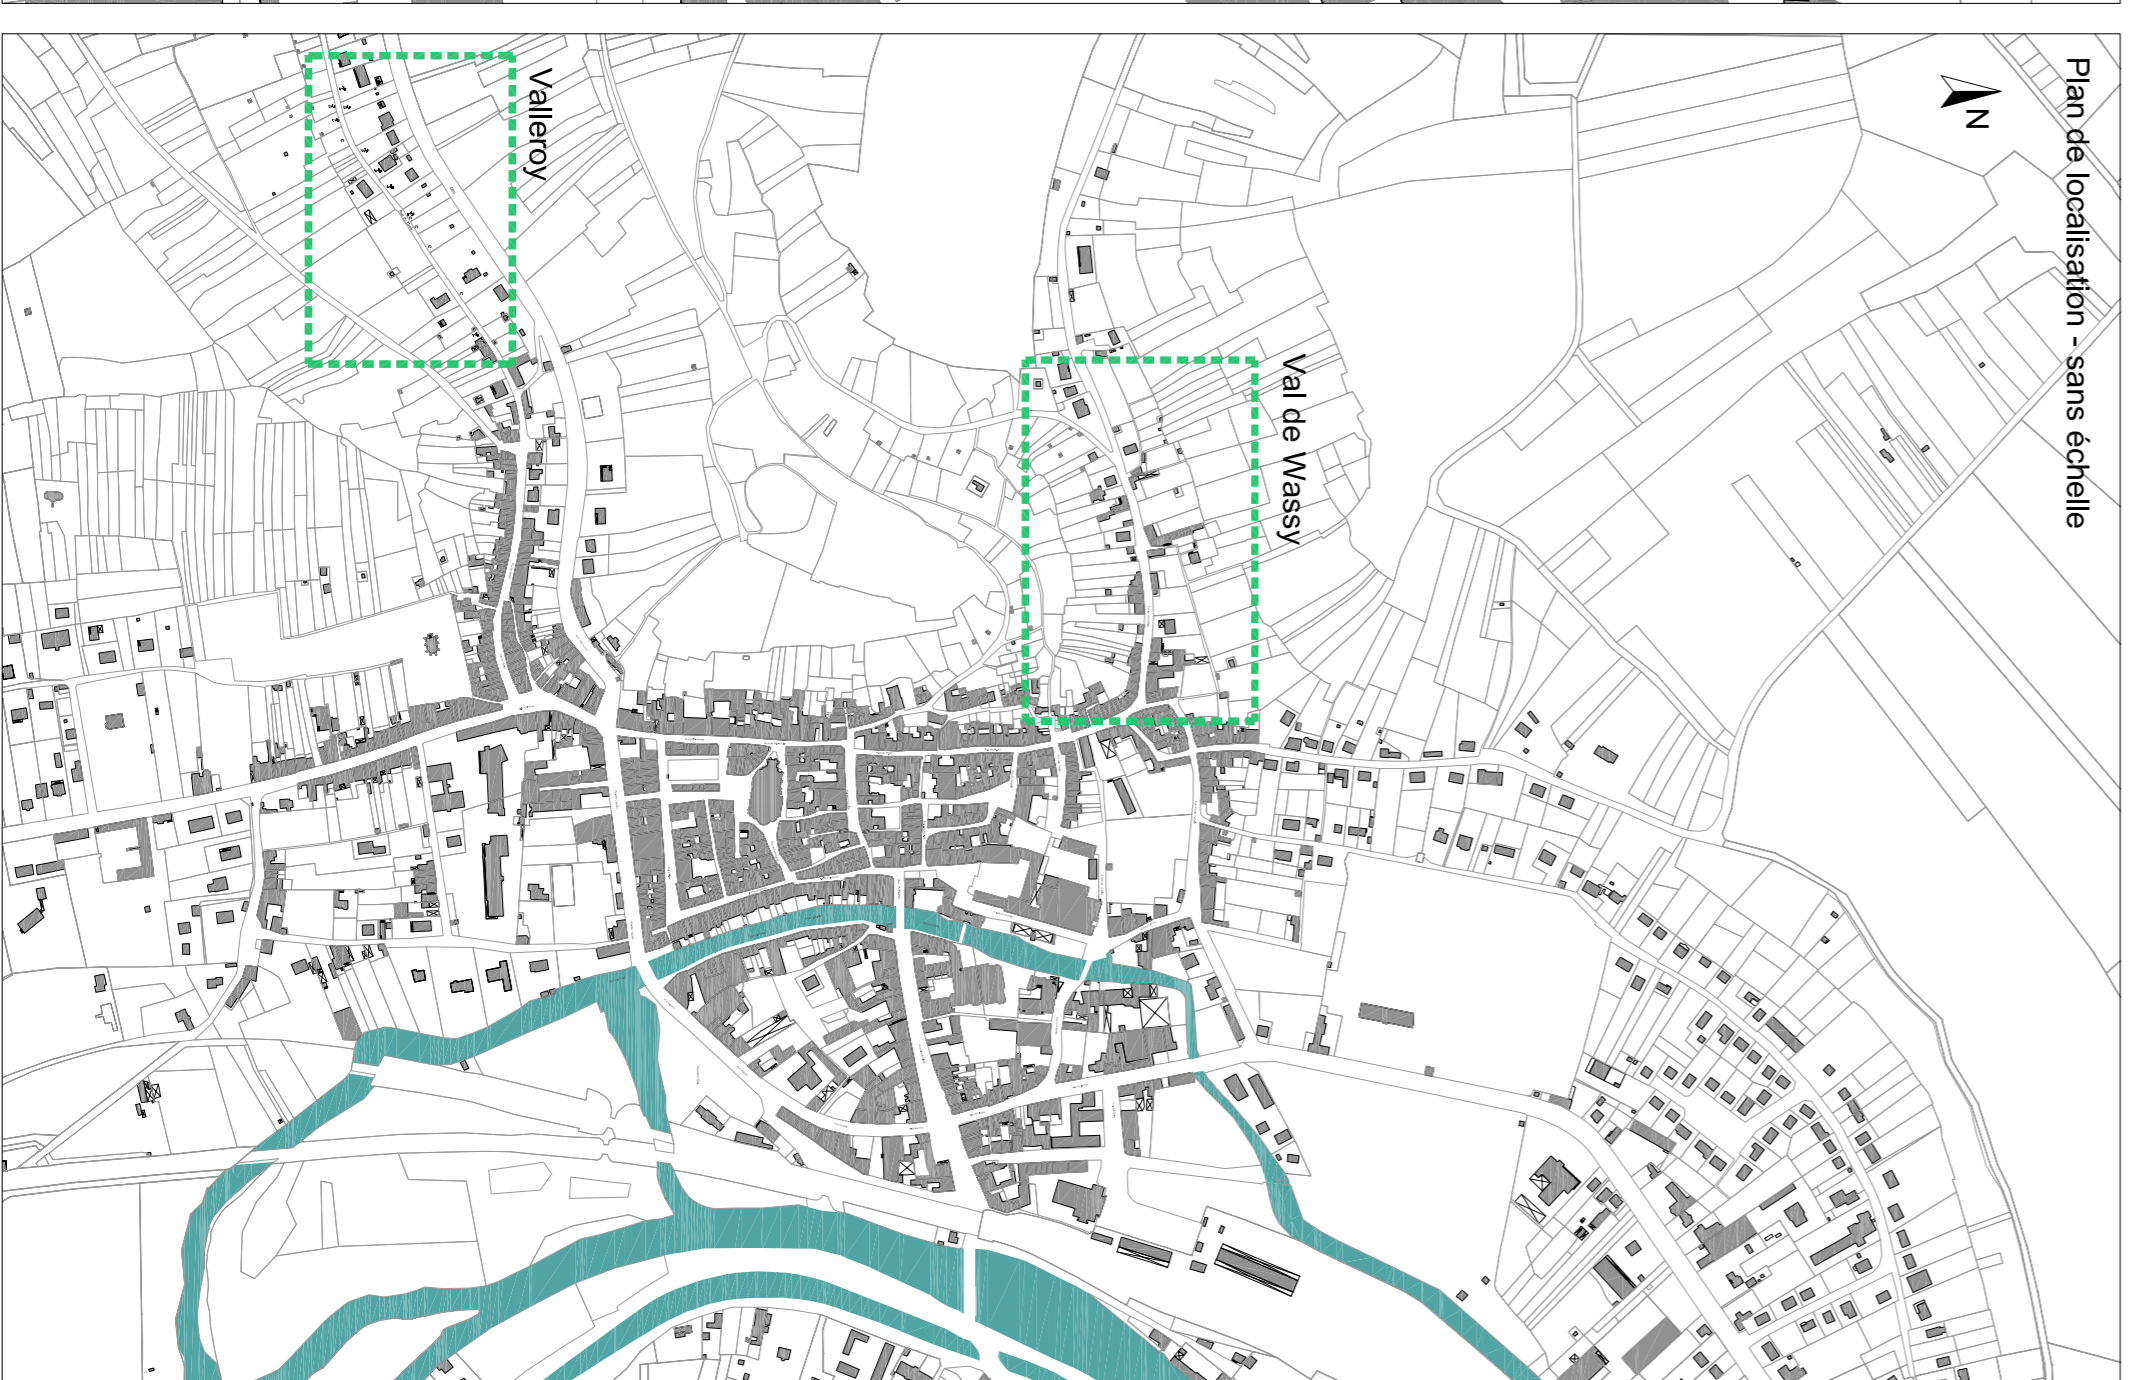 Plan de localisation - sans échelle
N
Val de Wassy
Valleroy